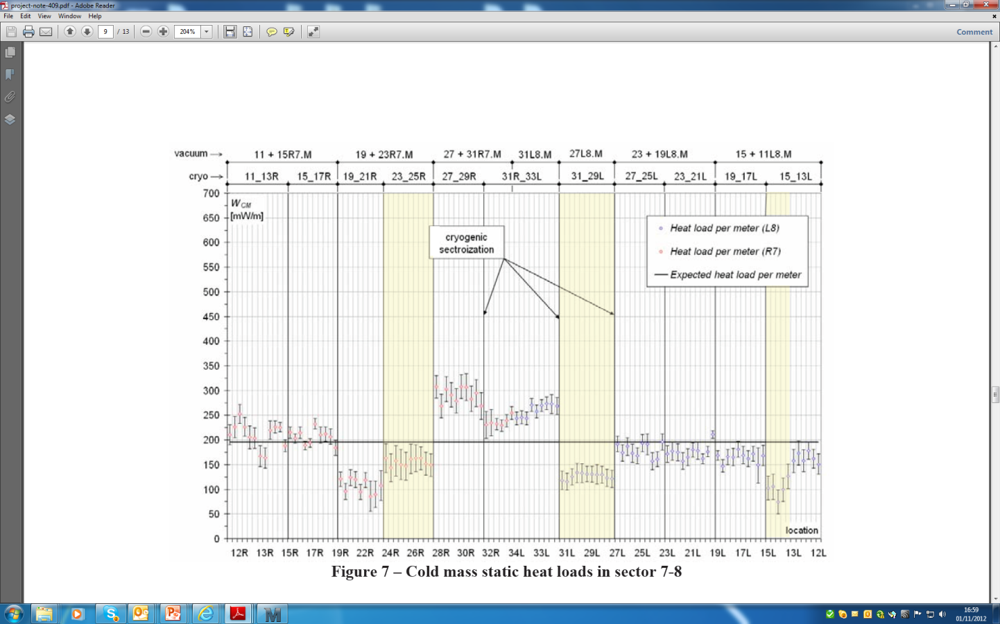 project-note-409.pdf - Adobe Reader
File Edit View Window Help
9 / 13 204% Comment
vacuum 11 + 15R7.M 19 + 23R7.M 27 + 31R7.M 31L8.M 27L8.M 23 + 19L8.M 15 + 11L8.M
cryo 11_13R 15_17R 19_21R 23_25R 27_29R 31R_33L 31_29L 27_25L 23_21L 19_17L 15_13L
700
W CM
[mW/m]
650
600
550
500
450
400
350
300
250
200
150
100
50
0
cryogenic
sectroization
Heat load per meter (L8)
Heat load per meter (R7)
Expected heat load per meter
location
12R 13R 15R 17R 19R 22R 24R 26R 28R 30R 32R 34L 33L 31L 29L 27L 25L 23L 21L 19L 17L 15L 13L 12L
Figure 7 – Cold mass static heat loads in sector 7-8
16:59
01/11/2012